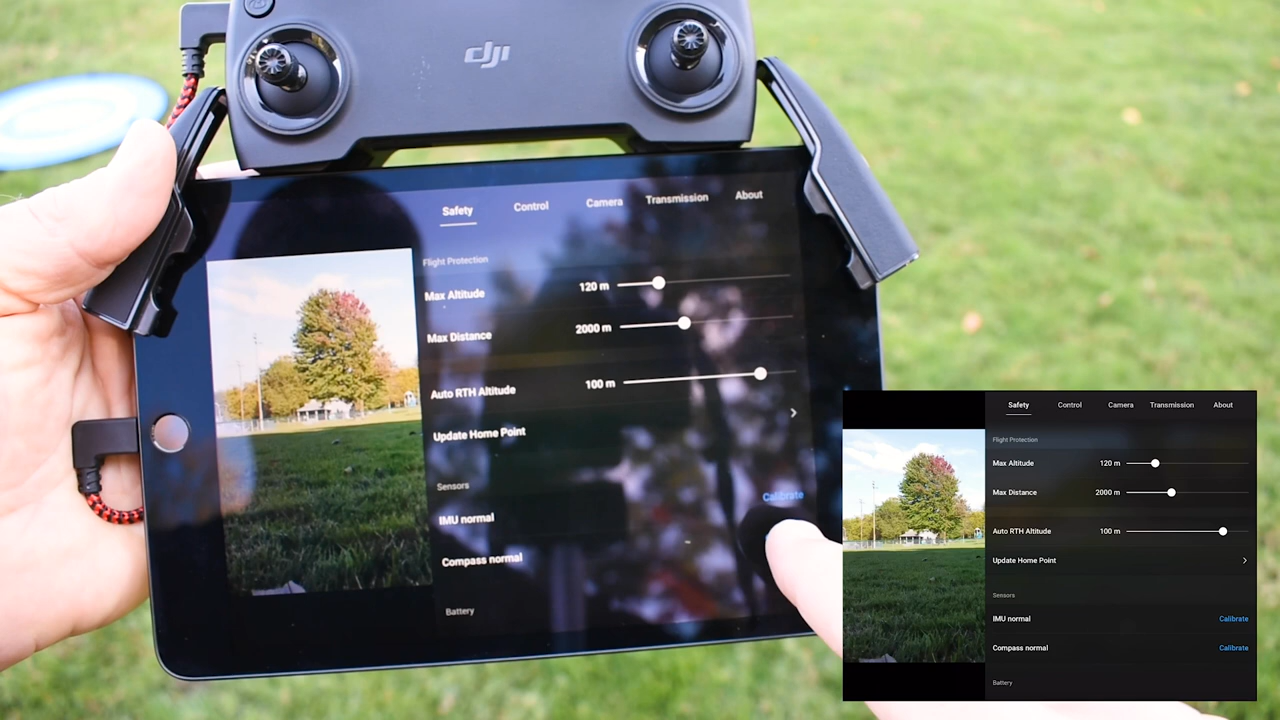 dji
Safety Control Camera Transmission About
Flight Protection
Max Altitude 120 m
Max Distance 2000 m
Auto RTH Altitude 100 m
Update Home Point
Sensors
Calibrate
IMU normal
Compass normal
Battery
Safety Control Camera Transmission About
Flight Protection
Max Altitude 120 m
Max Distance 2000 m
Auto RTH Altitude 100 m
Update Home Point
Sensors
IMU normal Calibrate
Compass normal Calibrate
Battery